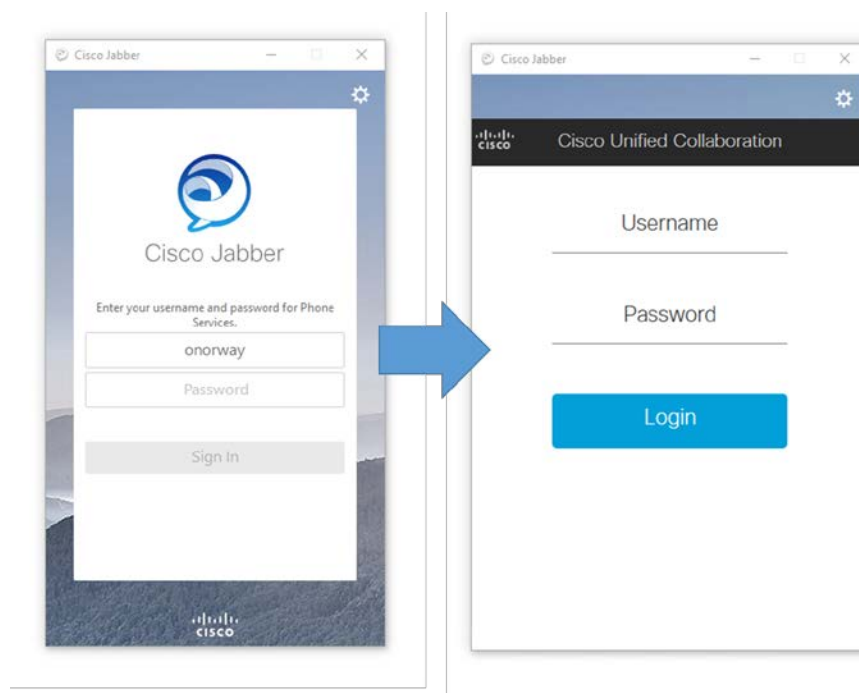 Cisco Jabber
Cisco Jabber
Enter your username and password for Phone
Services.
onorway
Password
Sign In
CISCO
Cisco Jabber
CISCO
Cisco Unified Collaboration
Username
Password
Login